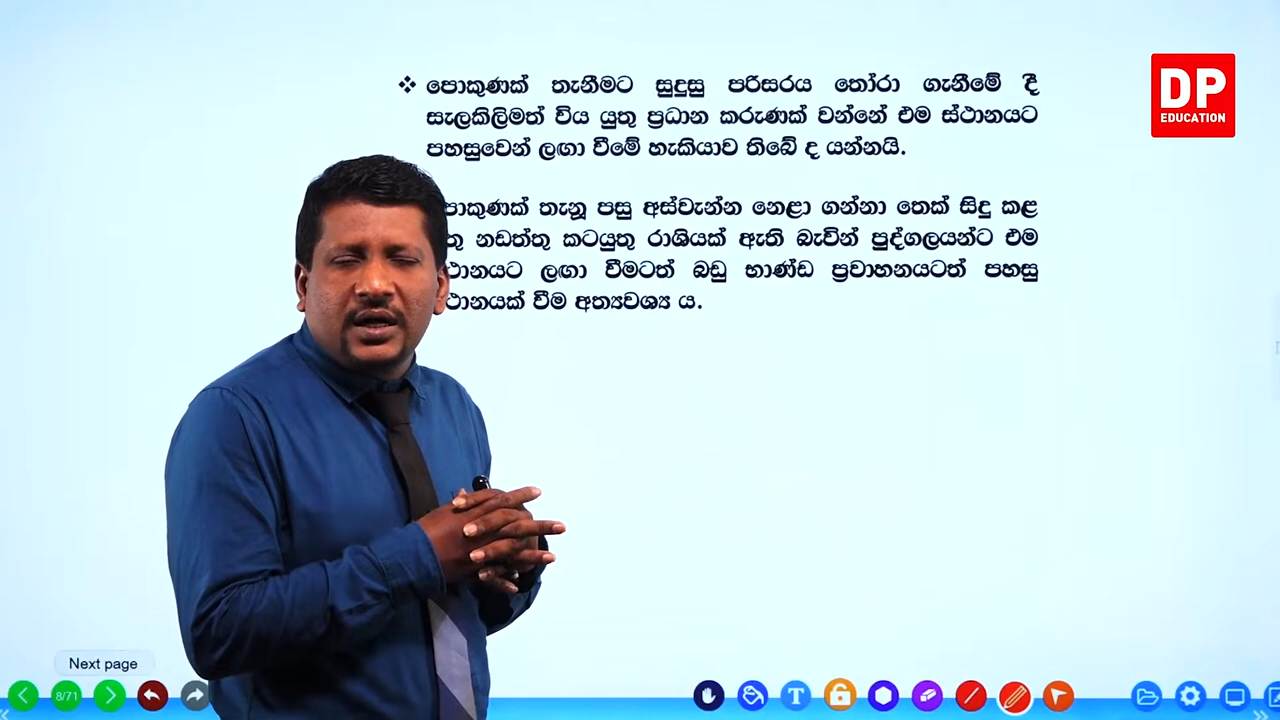 ❖ පොකුණක් තැනීමට සුදුසු පරිසරය තෝරා ගැනීමේ දී
සැලකිලිමත් විය යුතු ප්‍රධාන කරුණක් වන්නේ එම ස්ථානයට
පහසුවෙන් ලඟා වීමේ හැකියාව තිබේ ද යන්නයි.
පොකුණක් තැනූ පසු අස්වැන්න නෙළා ගන්නා තෙක් සිදු කළ
නඩත්තු කටයුතු රාශියක් ඇති බැවින් පුද්ගලයන්ට එම
ලඟා වීමටත් බඩු භාණ්ඩ ප්‍රවාහනයටත් පහසු
වීම අත්‍යවශ්‍ය ය.
DP
EDUCATION
Next page
8/71
T